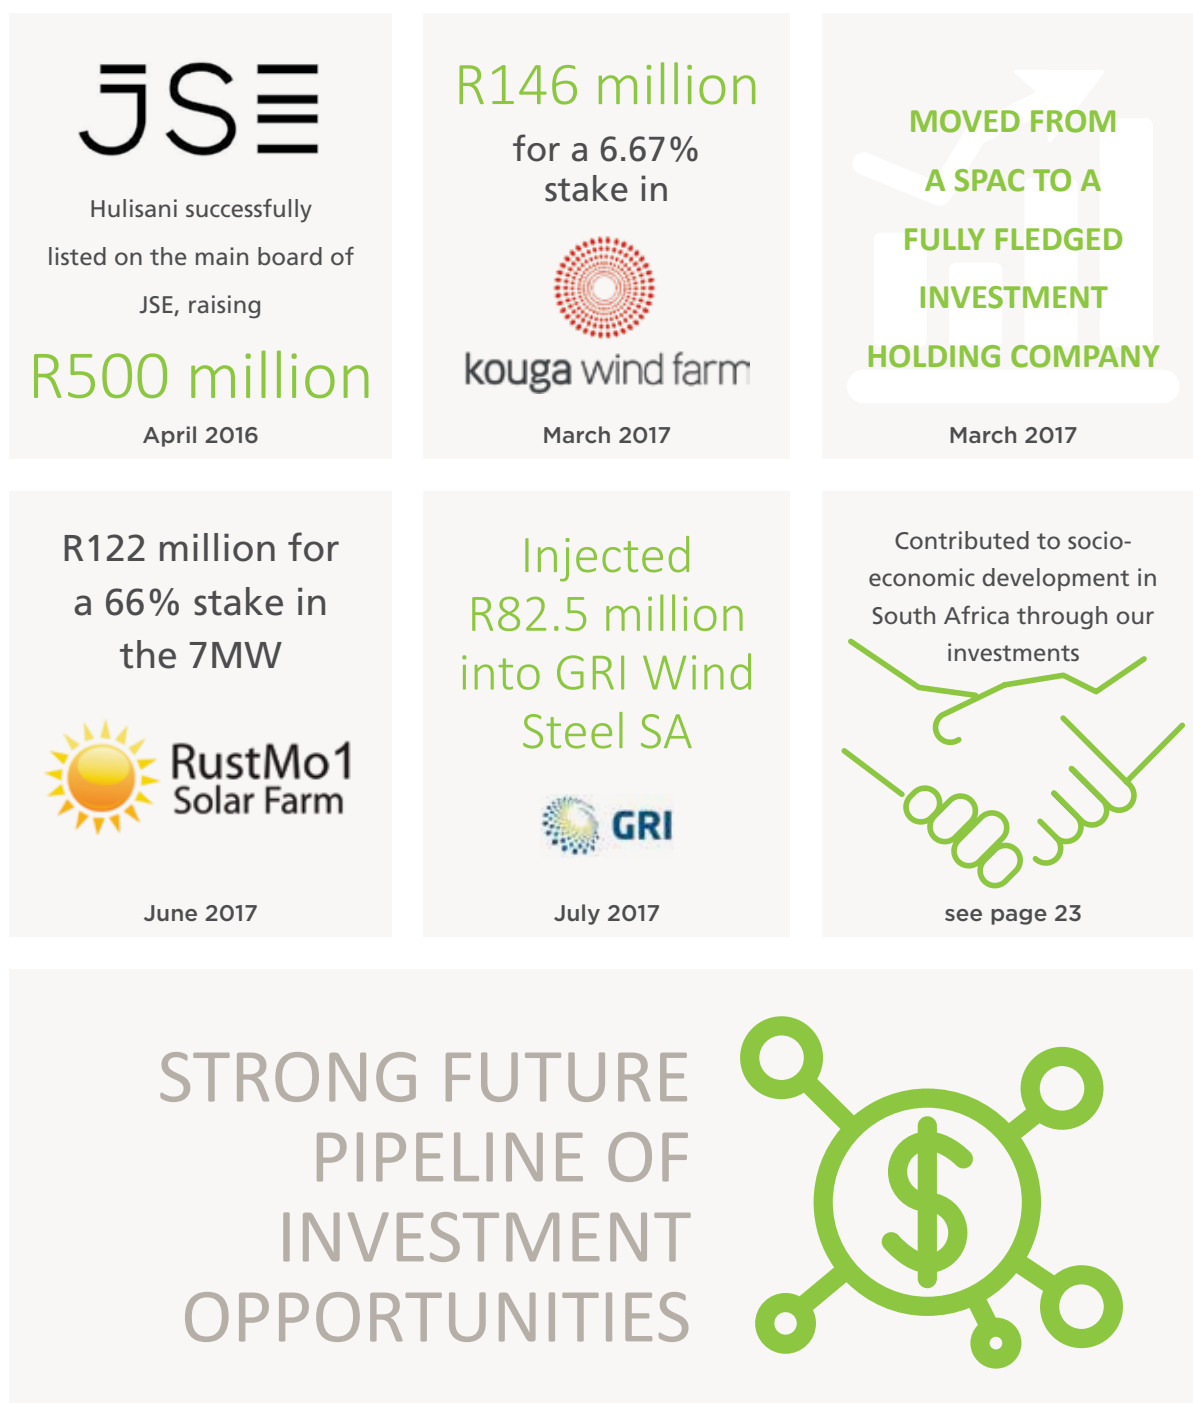 JSE
Hulisani successfully
listed on the main board of
JSE, raising
R500 million
April 2016
R146 million
for a 6.67%
stake in
kouga wind farm
March 2017
MOVED FROM
A SPAC TO A
FULLY FLEDGED
INVESTMENT
HOLDING COMPANY
March 2017
R122 million for
a 66% stake in
the 7MW
RustMo1
Solar Farm
June 2017
Injected
R82.5 million
into GRI Wind
Steel SA
GRI
July 2017
Contributed to socio-
economic development in
South Africa through our
investments
see page 23
STRONG FUTURE
PIPELINE OF
INVESTMENT
OPPORTUNITIES
$